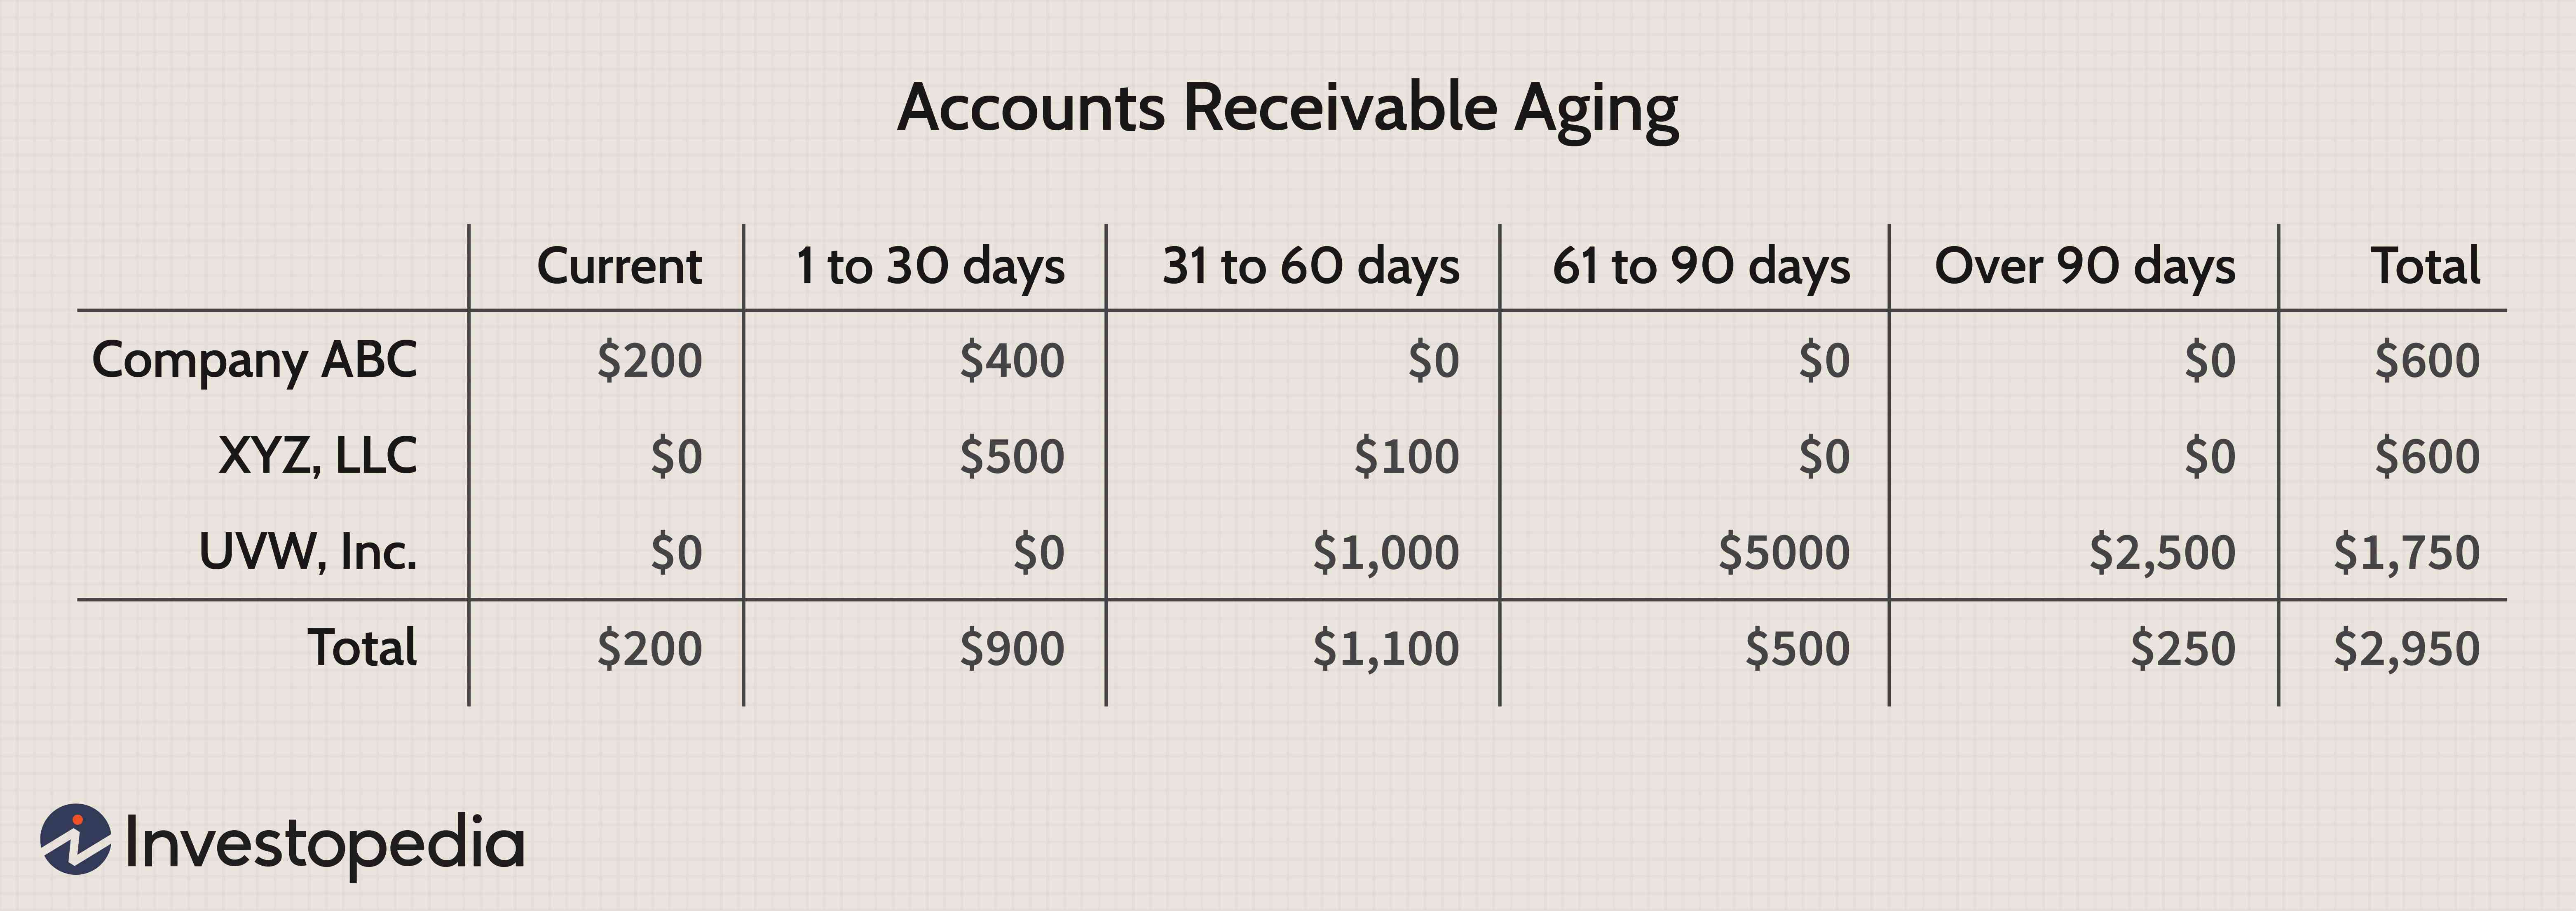 Accounts Receivable Aging
Current 1 to 30 days 31 to 60 days 61 to 90 days Over 90 days Total
Company ABC $200 $400 $0 $0 $0 $600
XYZ, LLC $0 $500 $100 $0 $0 $600
UVW, Inc. $0 $0 $1,000 $5000 $2,500 $1,750
Total $200 $900 $1,100 $500 $250 $2,950
Investopedia